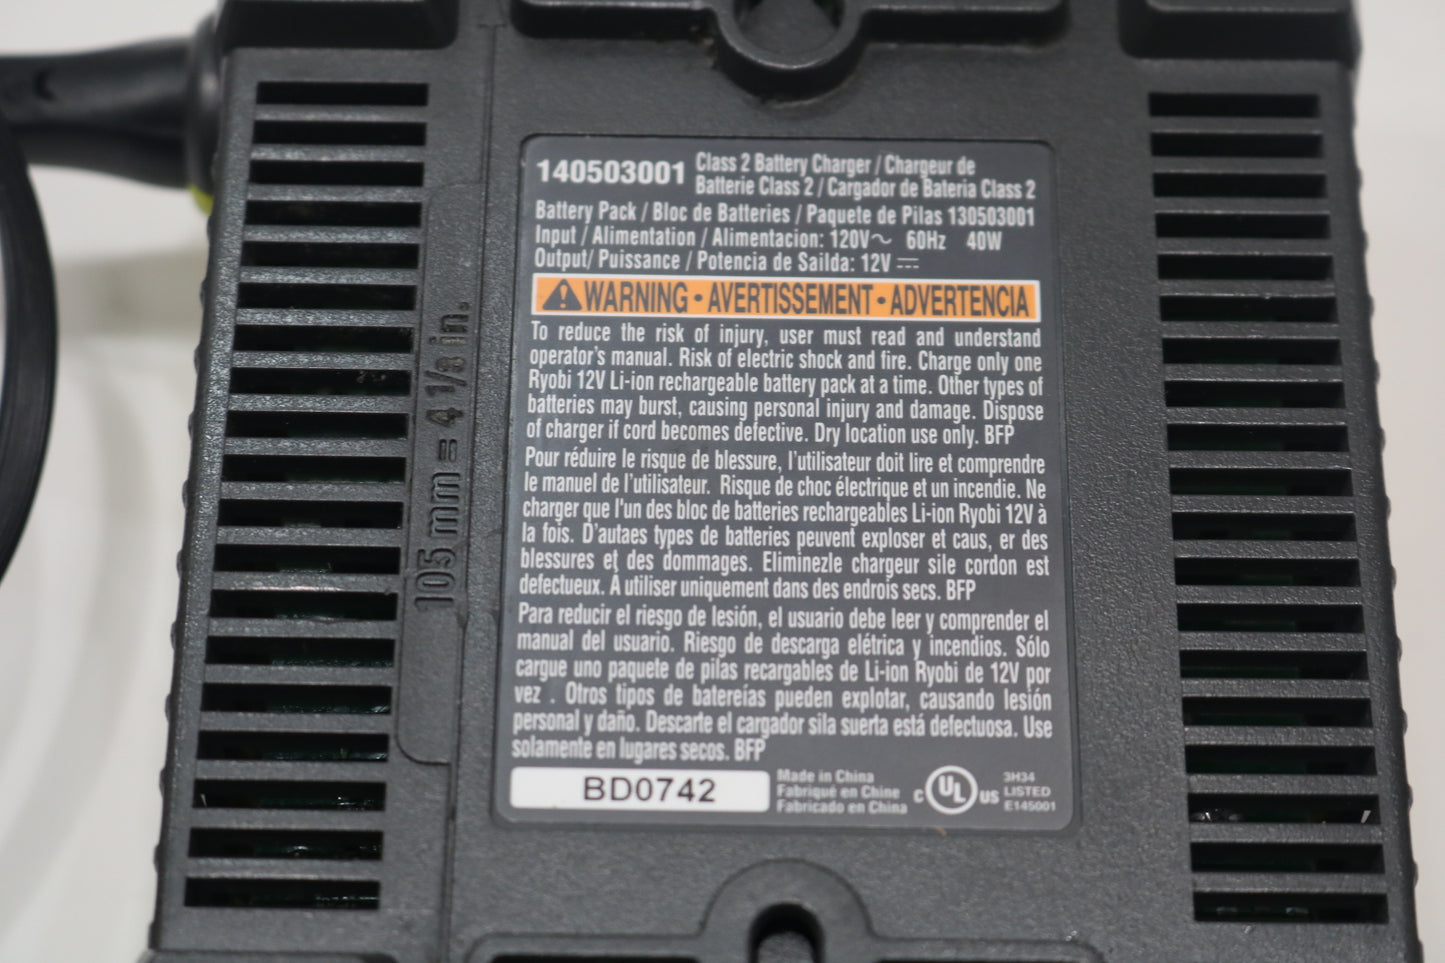 140503001 Class 2 Battery Charger / Chargeur de
Batterie Class 2 / Cargador de Bateria Class 2
Battery Pack / Bloc de Batteries / Paquete de Pilas 130503001
Input / Alimentation / Alimentacion: 120V~ 60Hz 40W
Output/ Puissance / Potencia de Sailda: 12V ⎓
⚠WARNING • AVERTISSEMENT • ADVERTENCIA
To reduce the risk of injury, user must read and understand
operator's manual. Risk of electric shock and fire. Charge only one
Ryobi 12V Li-ion rechargeable battery pack at a time. Other types of
batteries may burst, causing personal injury and damage. Dispose
of charger if cord becomes defective. Dry location use only. BFP
Pour réduire le risque de blessure, l'utilisateur doit lire et comprendre
le manuel de l'utilisateur. Risque de choc électrique et un incendie. Ne
charger que l'un des bloc de batteries rechargeables Li-ion Ryobi 12V à
la fois. D'autaes types de batteries peuvent exploser et caus, er des
blessures et des dommages. Eliminezle chargeur sile cordon est
defectueux. À utiliser uniquement dans des endrois secs. BFP
Para reducir el riesgo de lesión, el usuario debe leer y comprender el
manual del usuario. Riesgo de descarga elétrica y incendios. Sólo
cargue uno paquete de pilas recargables de Li-ion Ryobi de 12V por
vez . Otros tipos de batereías pueden explotar, causando lesión
personal y daño. Descarte el cargador sila suerta está defectuosa. Use
solamente en lugares secos. BFP
BD0742
Made in China
Fabriqué en Chine
Fabricado en China
c UL us
3H34
LISTED
E145001
105 mm = 4 1/8 in.